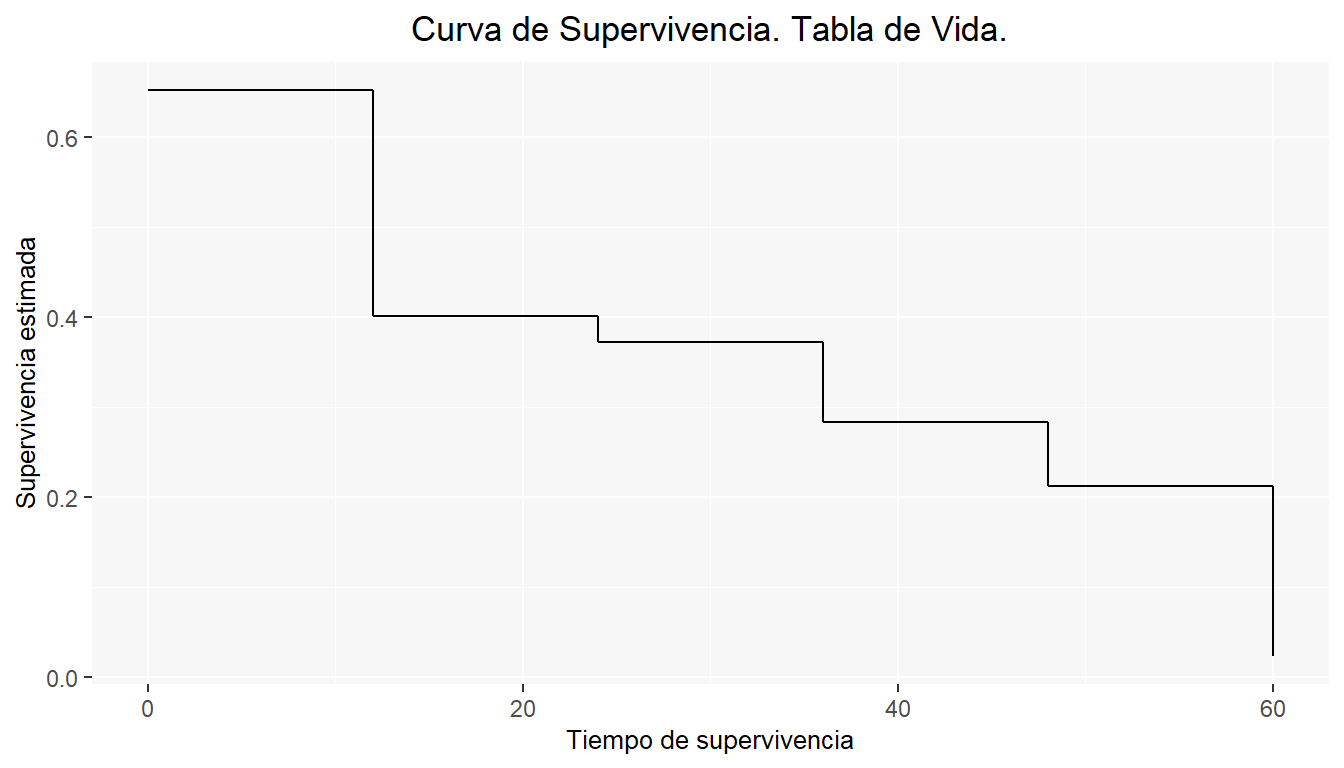 Curva de Supervivencia. Tabla de Vida.
Supervivencia estimada
0.6
0.4
0.2
0.0
0 20 40 60
Tiempo de supervivencia